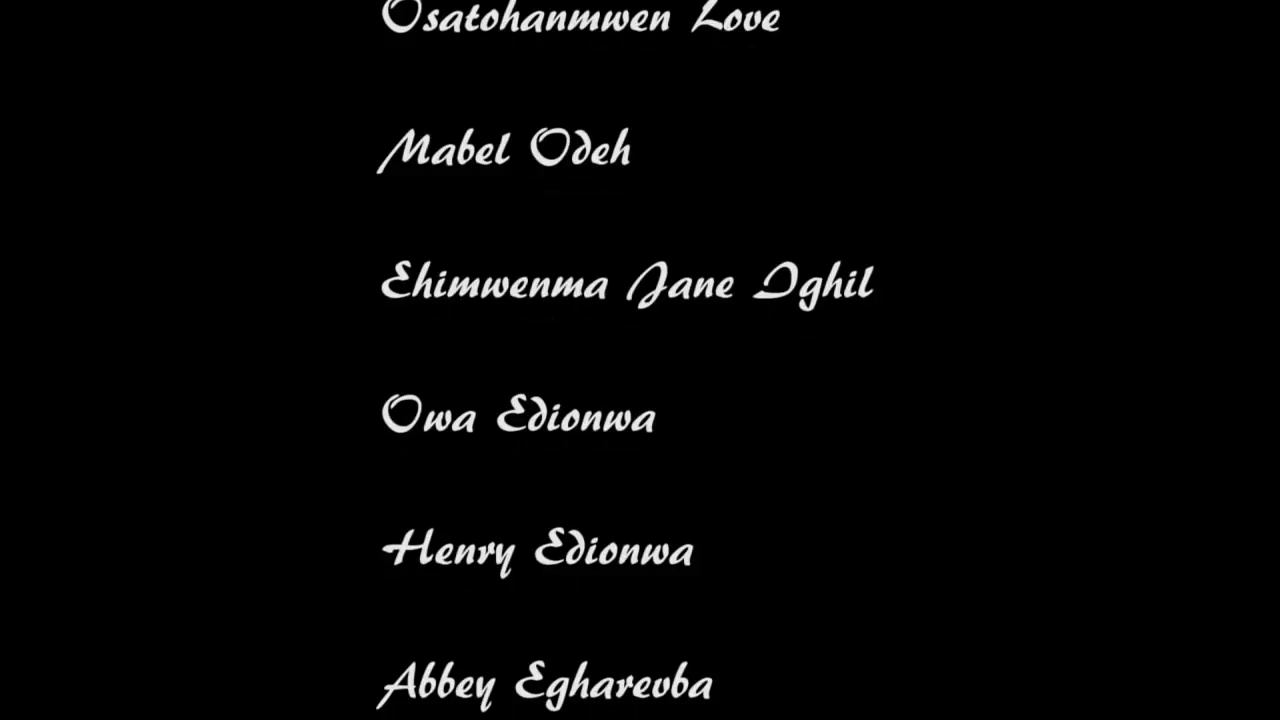 Osatohanmwen Love
Mabel Odeh
Ehimwenma Jane Ighil
Owa Edionwa
Henry Edionwa
Abbey Egharevba